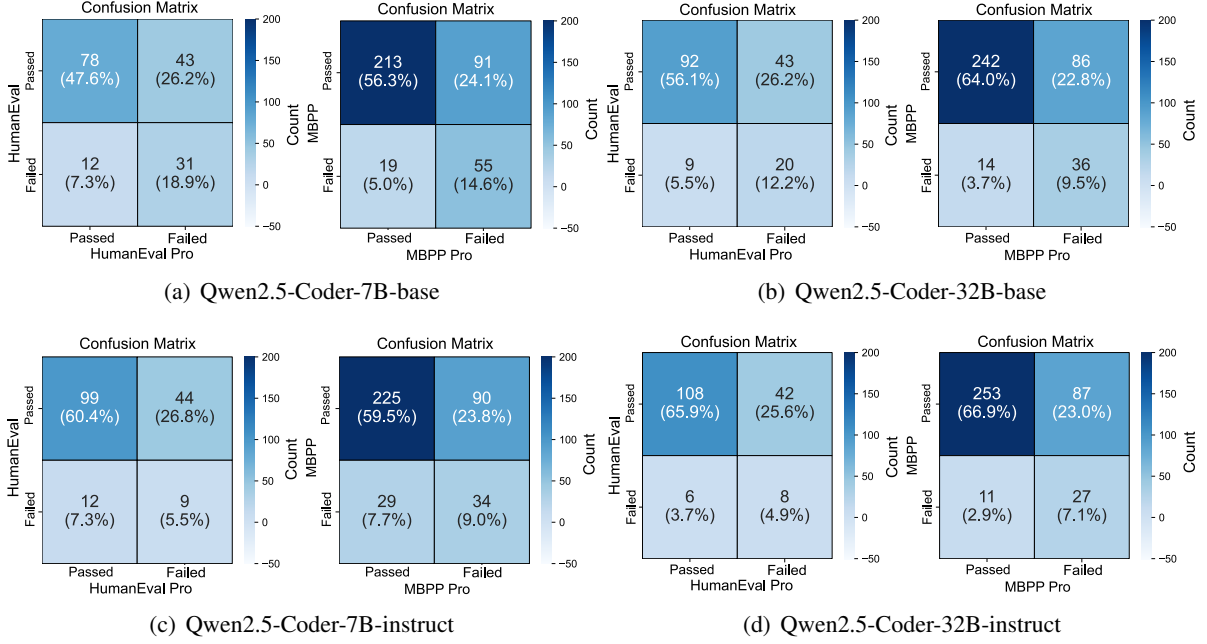 Confusion Matrix
HumanEval
Passed
Failed
78
(47.6%)
43
(26.2%)
12
(7.3%)
31
(18.9%)
Passed
Failed
HumanEval Pro
200
150
100
50
0
−50
Count
Confusion Matrix
MBPP
Passed
Failed
213
(56.3%)
91
(24.1%)
19
(5.0%)
55
(14.6%)
Passed
Failed
MBPP Pro
200
150
100
50
0
−50
Count
(a) Qwen2.5-Coder-7B-base
Confusion Matrix
HumanEval
Passed
Failed
92
(56.1%)
43
(26.2%)
9
(5.5%)
20
(12.2%)
Passed
Failed
HumanEval Pro
200
150
100
50
0
−50
Count
Confusion Matrix
MBPP
Passed
Failed
242
(64.0%)
86
(22.8%)
14
(3.7%)
36
(9.5%)
Passed
Failed
MBPP Pro
200
150
100
50
0
−50
Count
(b) Qwen2.5-Coder-32B-base
Confusion Matrix
HumanEval
Passed
Failed
99
(60.4%)
44
(26.8%)
12
(7.3%)
9
(5.5%)
Passed
Failed
HumanEval Pro
200
150
100
50
0
−50
Count
Confusion Matrix
MBPP
Passed
Failed
225
(59.5%)
90
(23.8%)
29
(7.7%)
34
(9.0%)
Passed
Failed
MBPP Pro
200
150
100
50
0
−50
Count
(c) Qwen2.5-Coder-7B-instruct
Confusion Matrix
HumanEval
Passed
Failed
108
(65.9%)
42
(25.6%)
6
(3.7%)
8
(4.9%)
Passed
Failed
HumanEval Pro
200
150
100
50
0
−50
Count
Confusion Matrix
MBPP
Passed
Failed
253
(66.9%)
87
(23.0%)
11
(2.9%)
27
(7.1%)
Passed
Failed
MBPP Pro
200
150
100
50
0
−50
Count
(d) Qwen2.5-Coder-32B-instruct